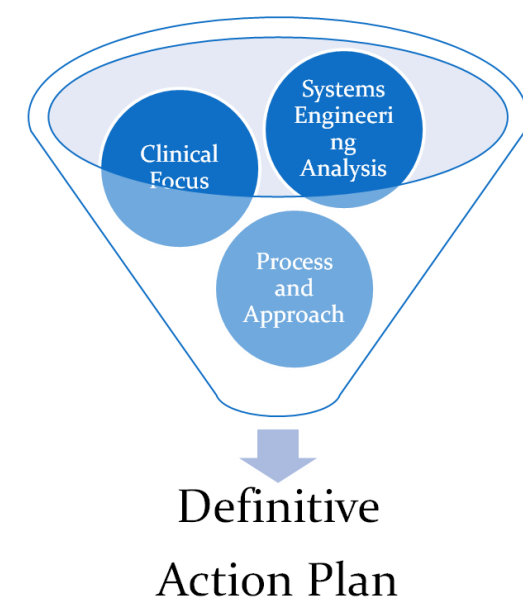 Clinical
Focus
Systems
Engineeri
ng
Analysis
Process
and
Approach
Definitive
Action Plan